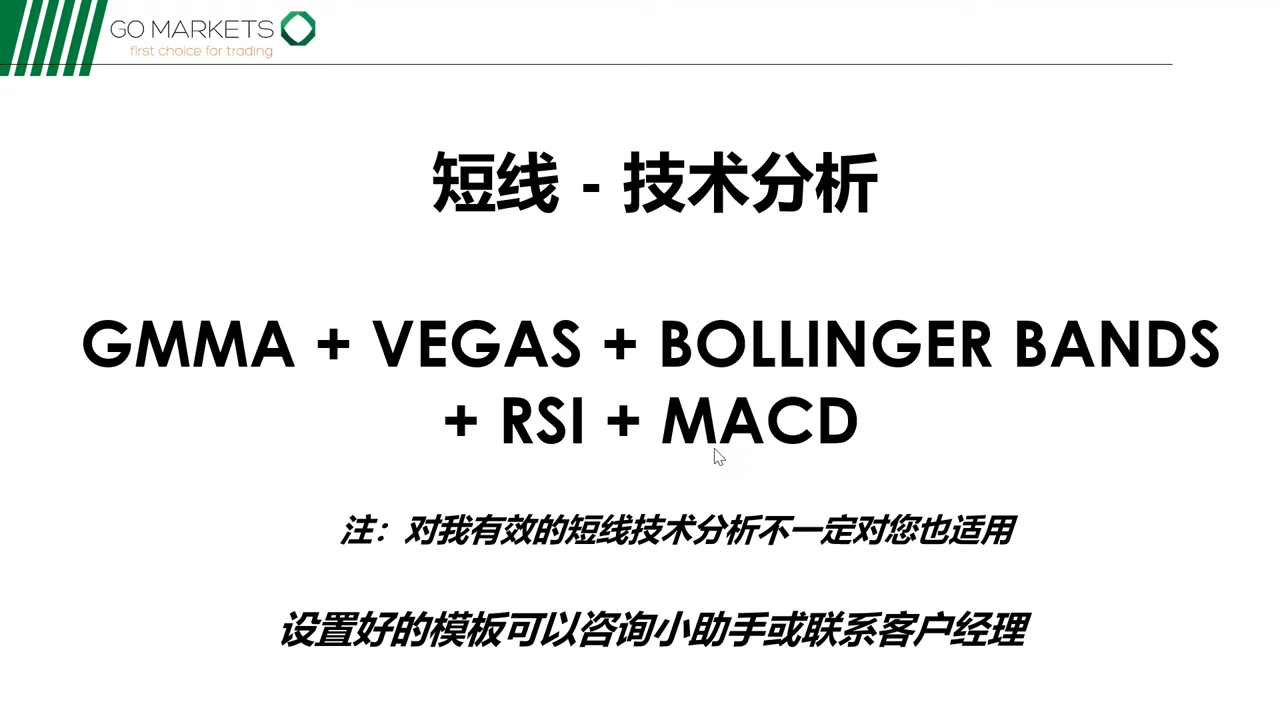 GO MARKETS
first choice for trading
短线 - 技术分析
GMMA + VEGAS + BOLLINGER BANDS
+ RSI + MACD
注：对我有效的短线技术分析不一定对您也适用
设置好的模板可以咨询小助手或联系客户经理